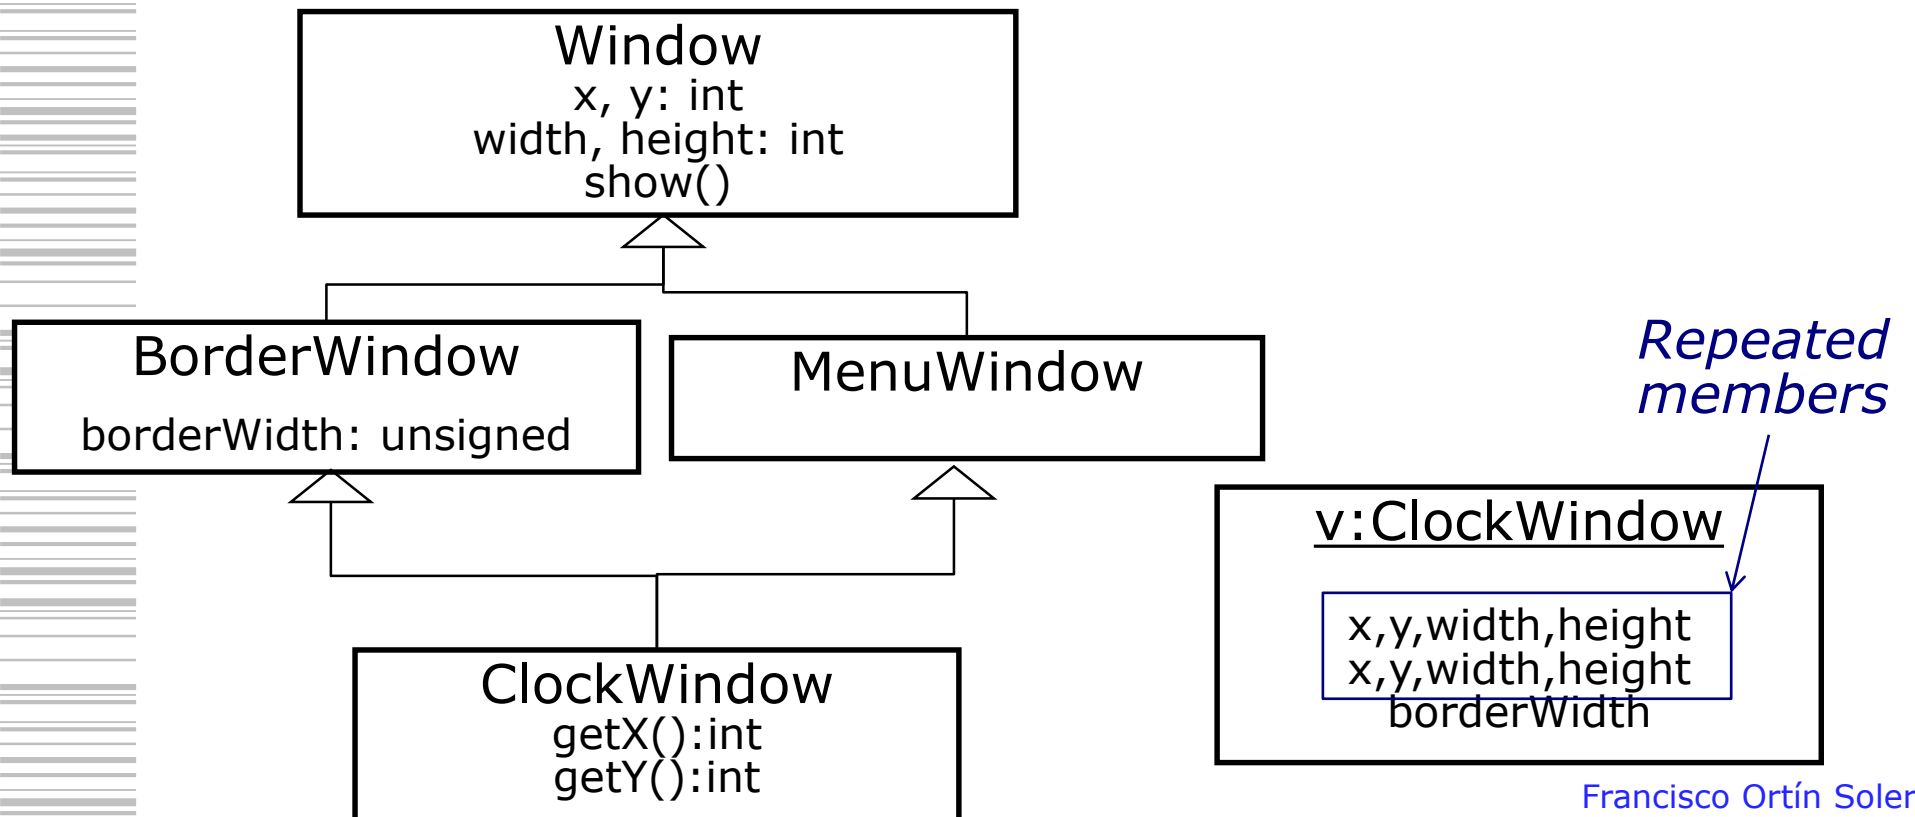 Window
x, y: int
width, height: int
show()
BorderWindow
borderWidth: unsigned
MenuWindow
Repeated
members
v:ClockWindow
x,y,width,height
x,y,width,height
borderWidth
ClockWindow
getX():int
getY():int
Francisco Ortín Soler